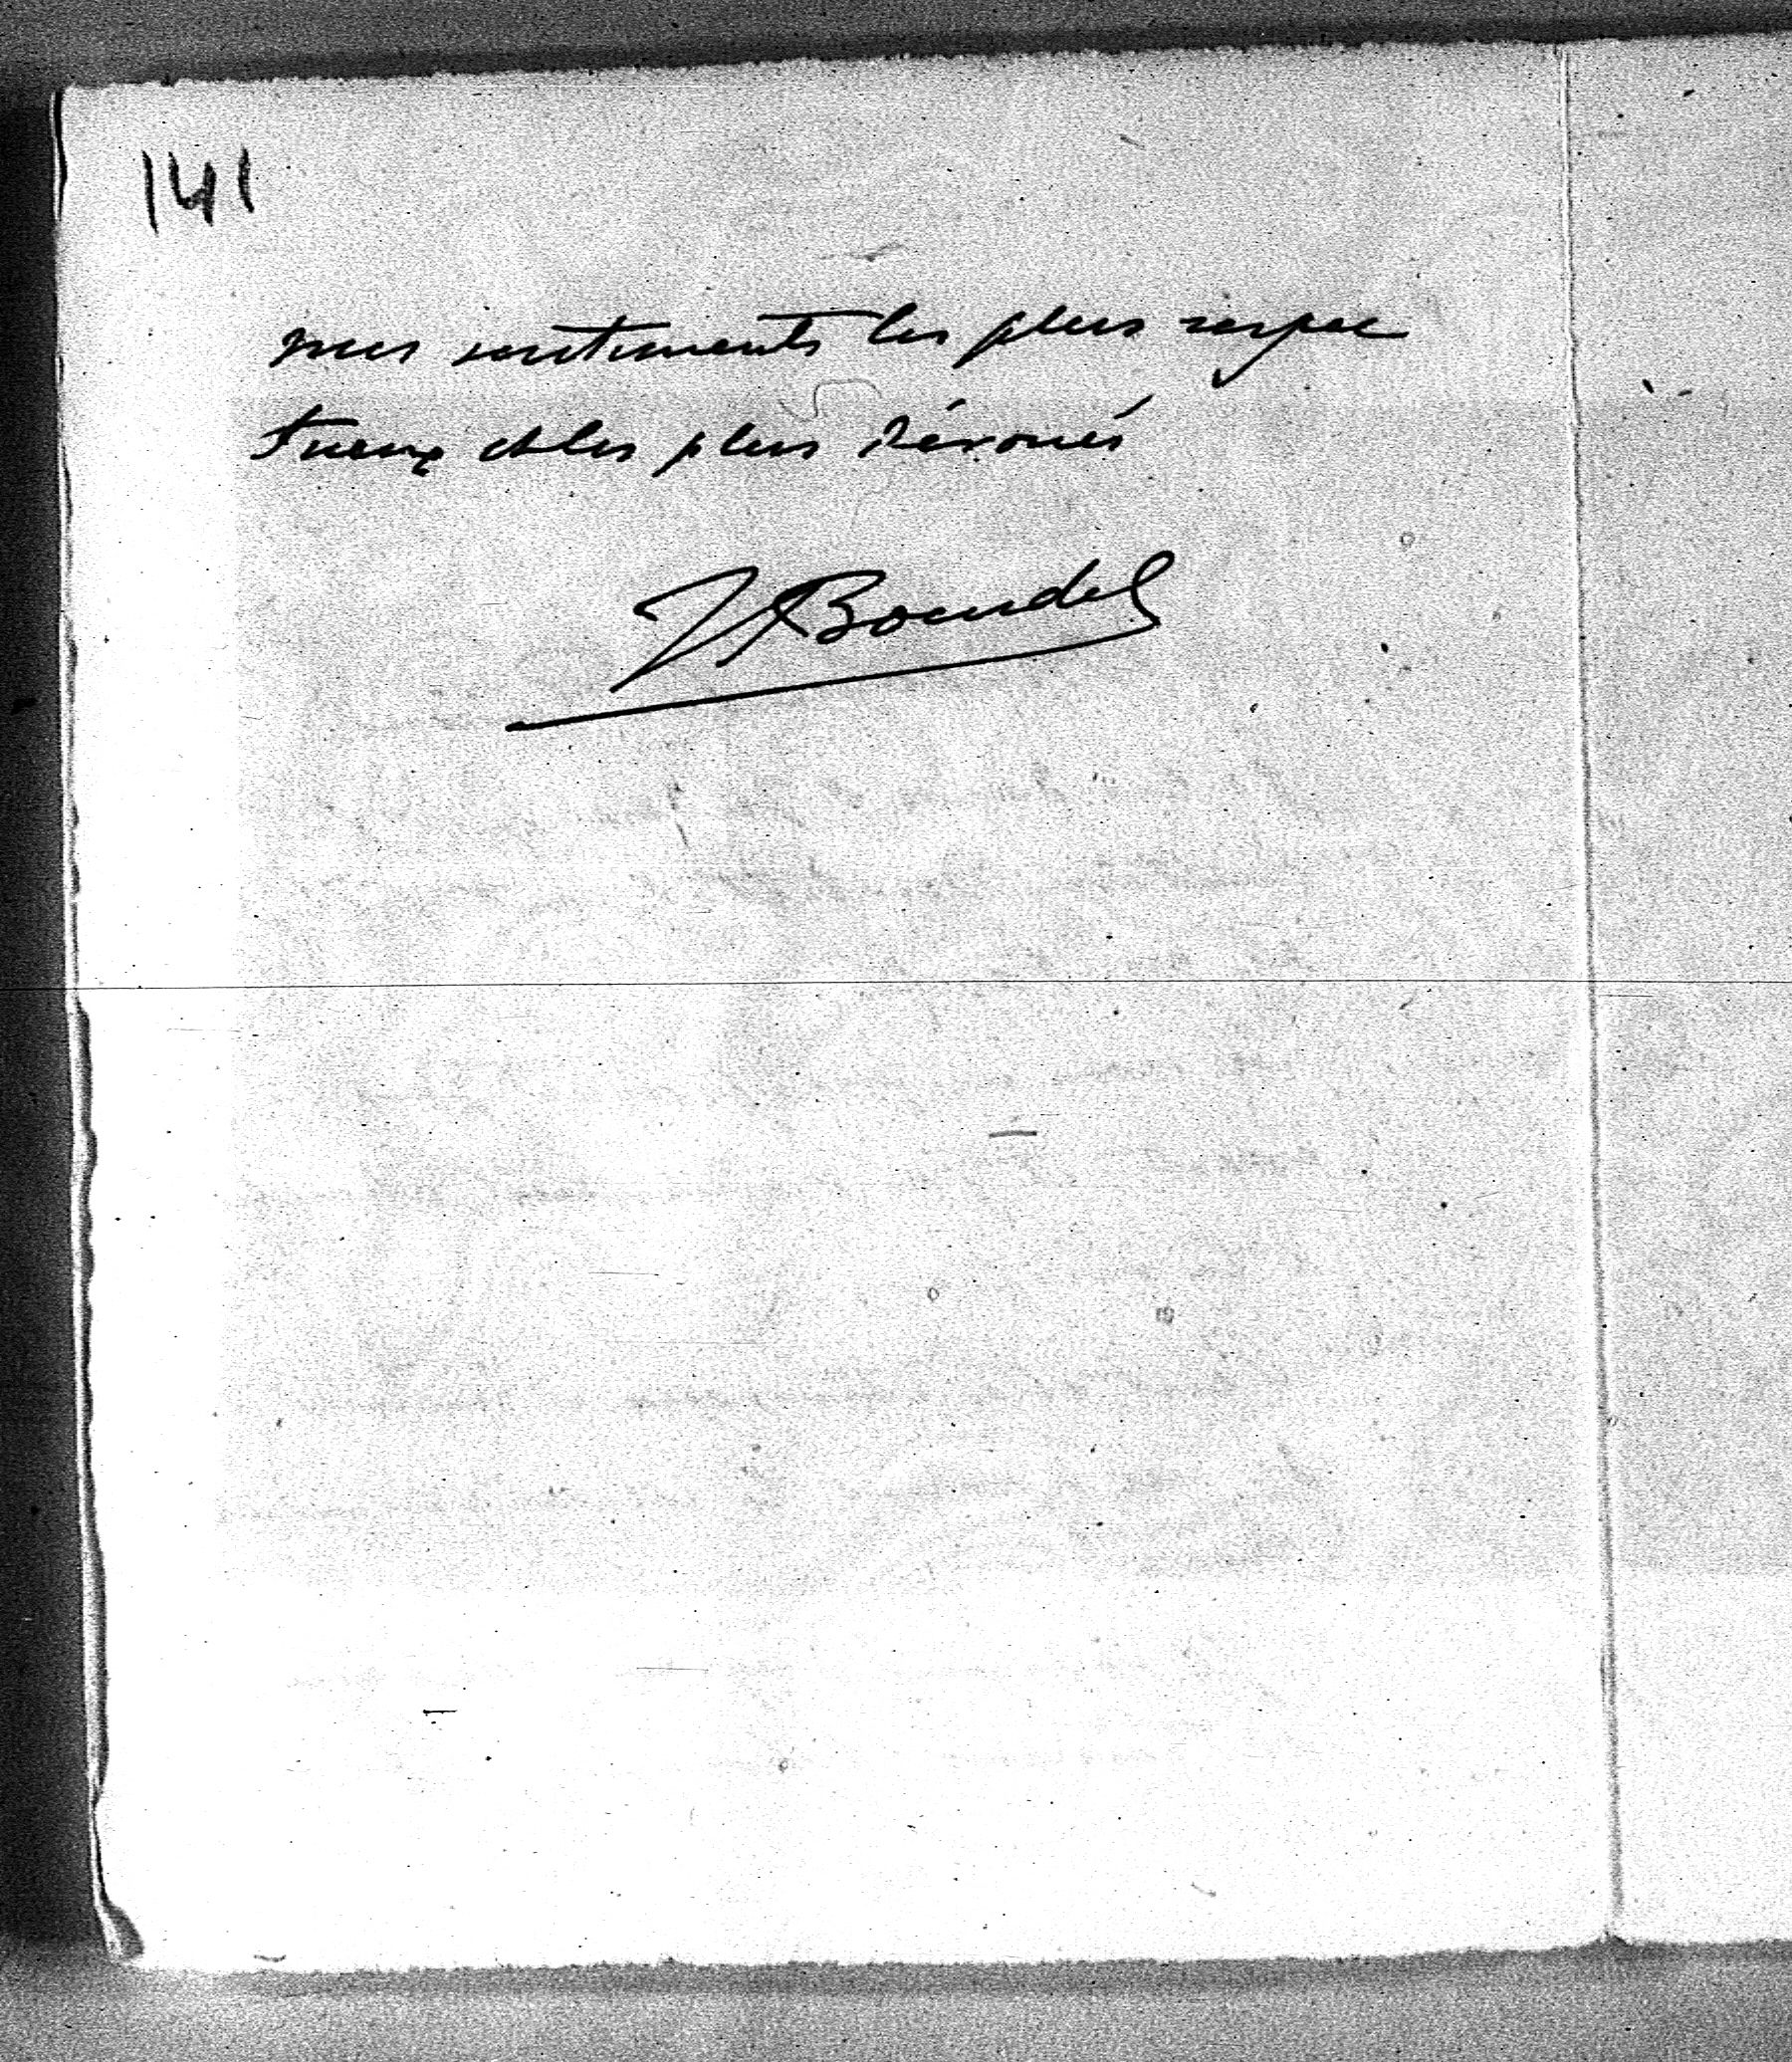 141
mes sentiments les plus respec
tueux et les plus dévoués
Boudel